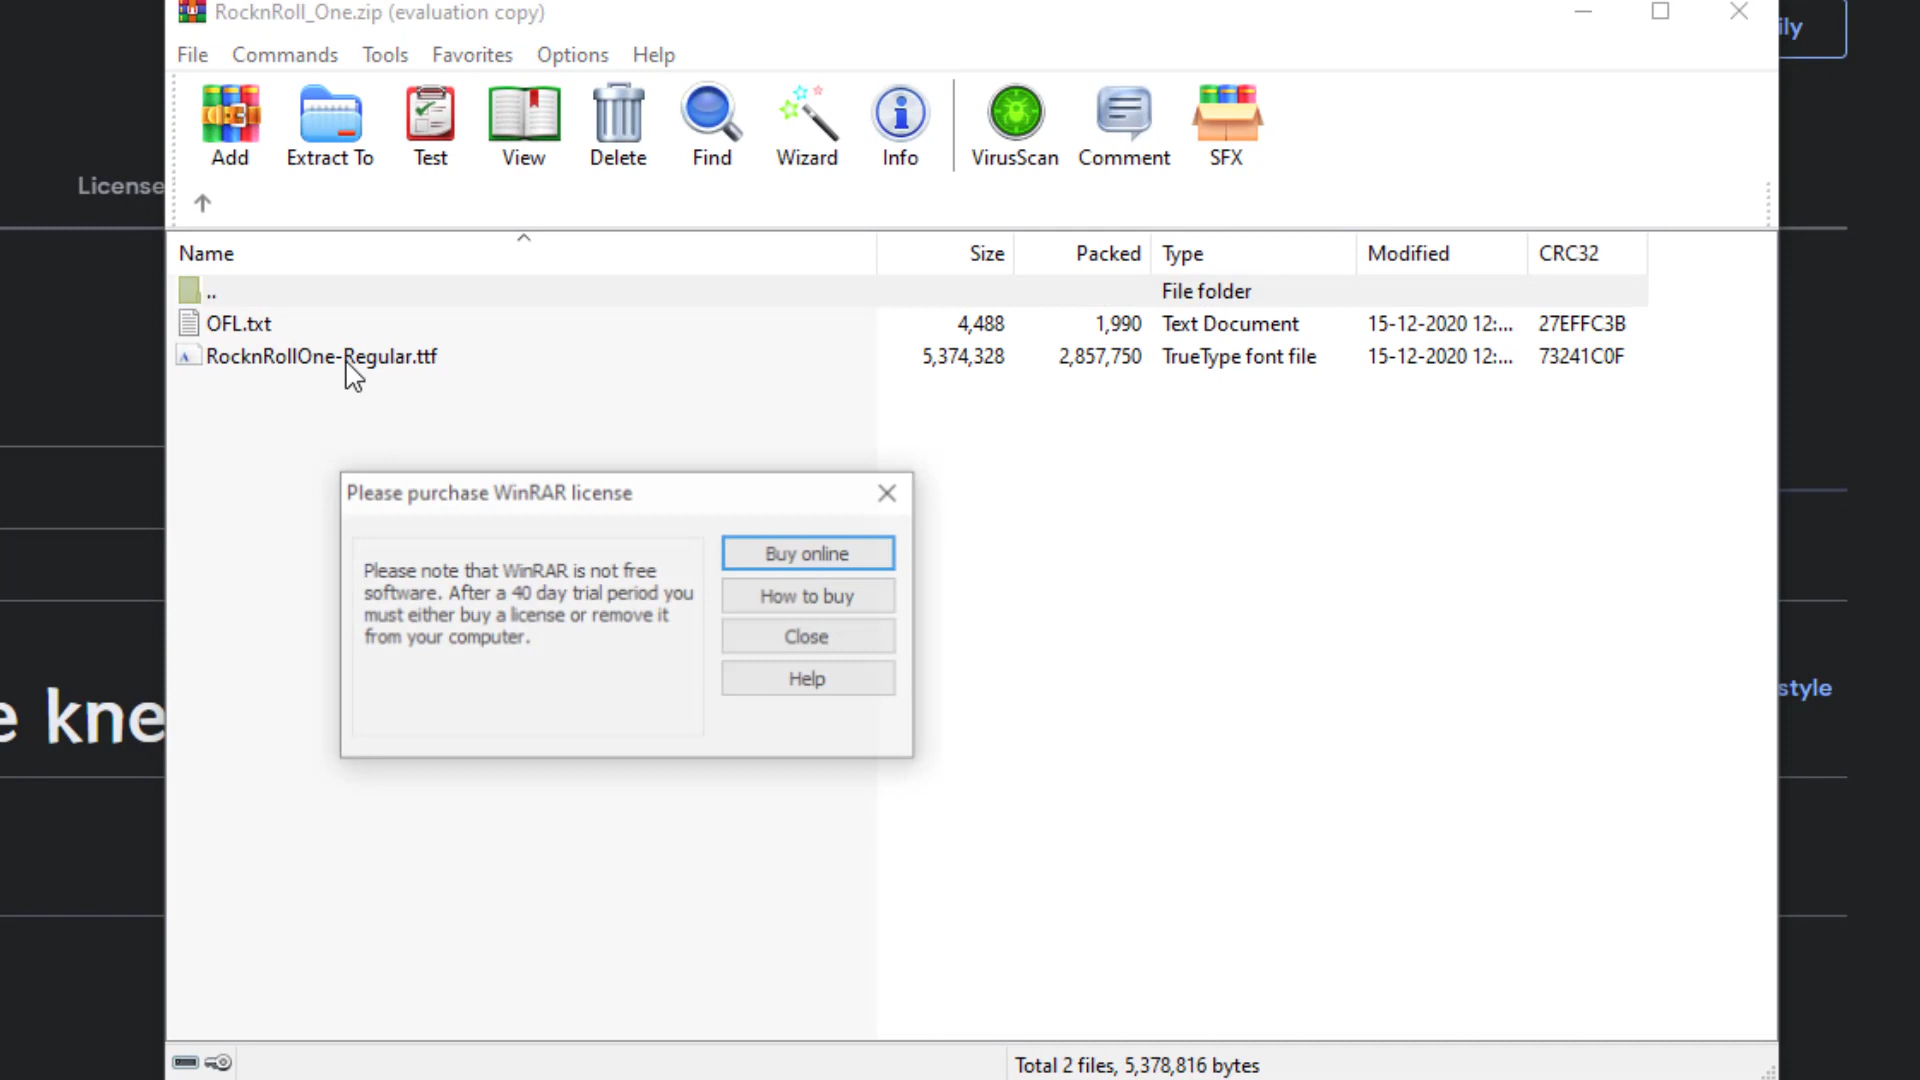 RocknRoll_One.zip (evaluation copy)
ily
File Commands Tools Favorites Options Help
Add Extract To Test View Delete Find Wizard Info VirusScan Comment SFX
License
Name Size Packed Type Modified CRC32
.. File folder
OFL.txt 4,488 1,990 Text Document 15-12-2020 12:... 27EFFC3B
RocknRollOne-Regular.ttf 5,374,328 2,857,750 TrueType font file 15-12-2020 12:... 73241C0F
Please purchase WinRAR license
Please note that WinRAR is not free
software. After a 40 day trial period you
must either buy a license or remove it
from your computer.
Buy online
How to buy
Close
Help
e kne
style
Total 2 files, 5,378,816 bytes